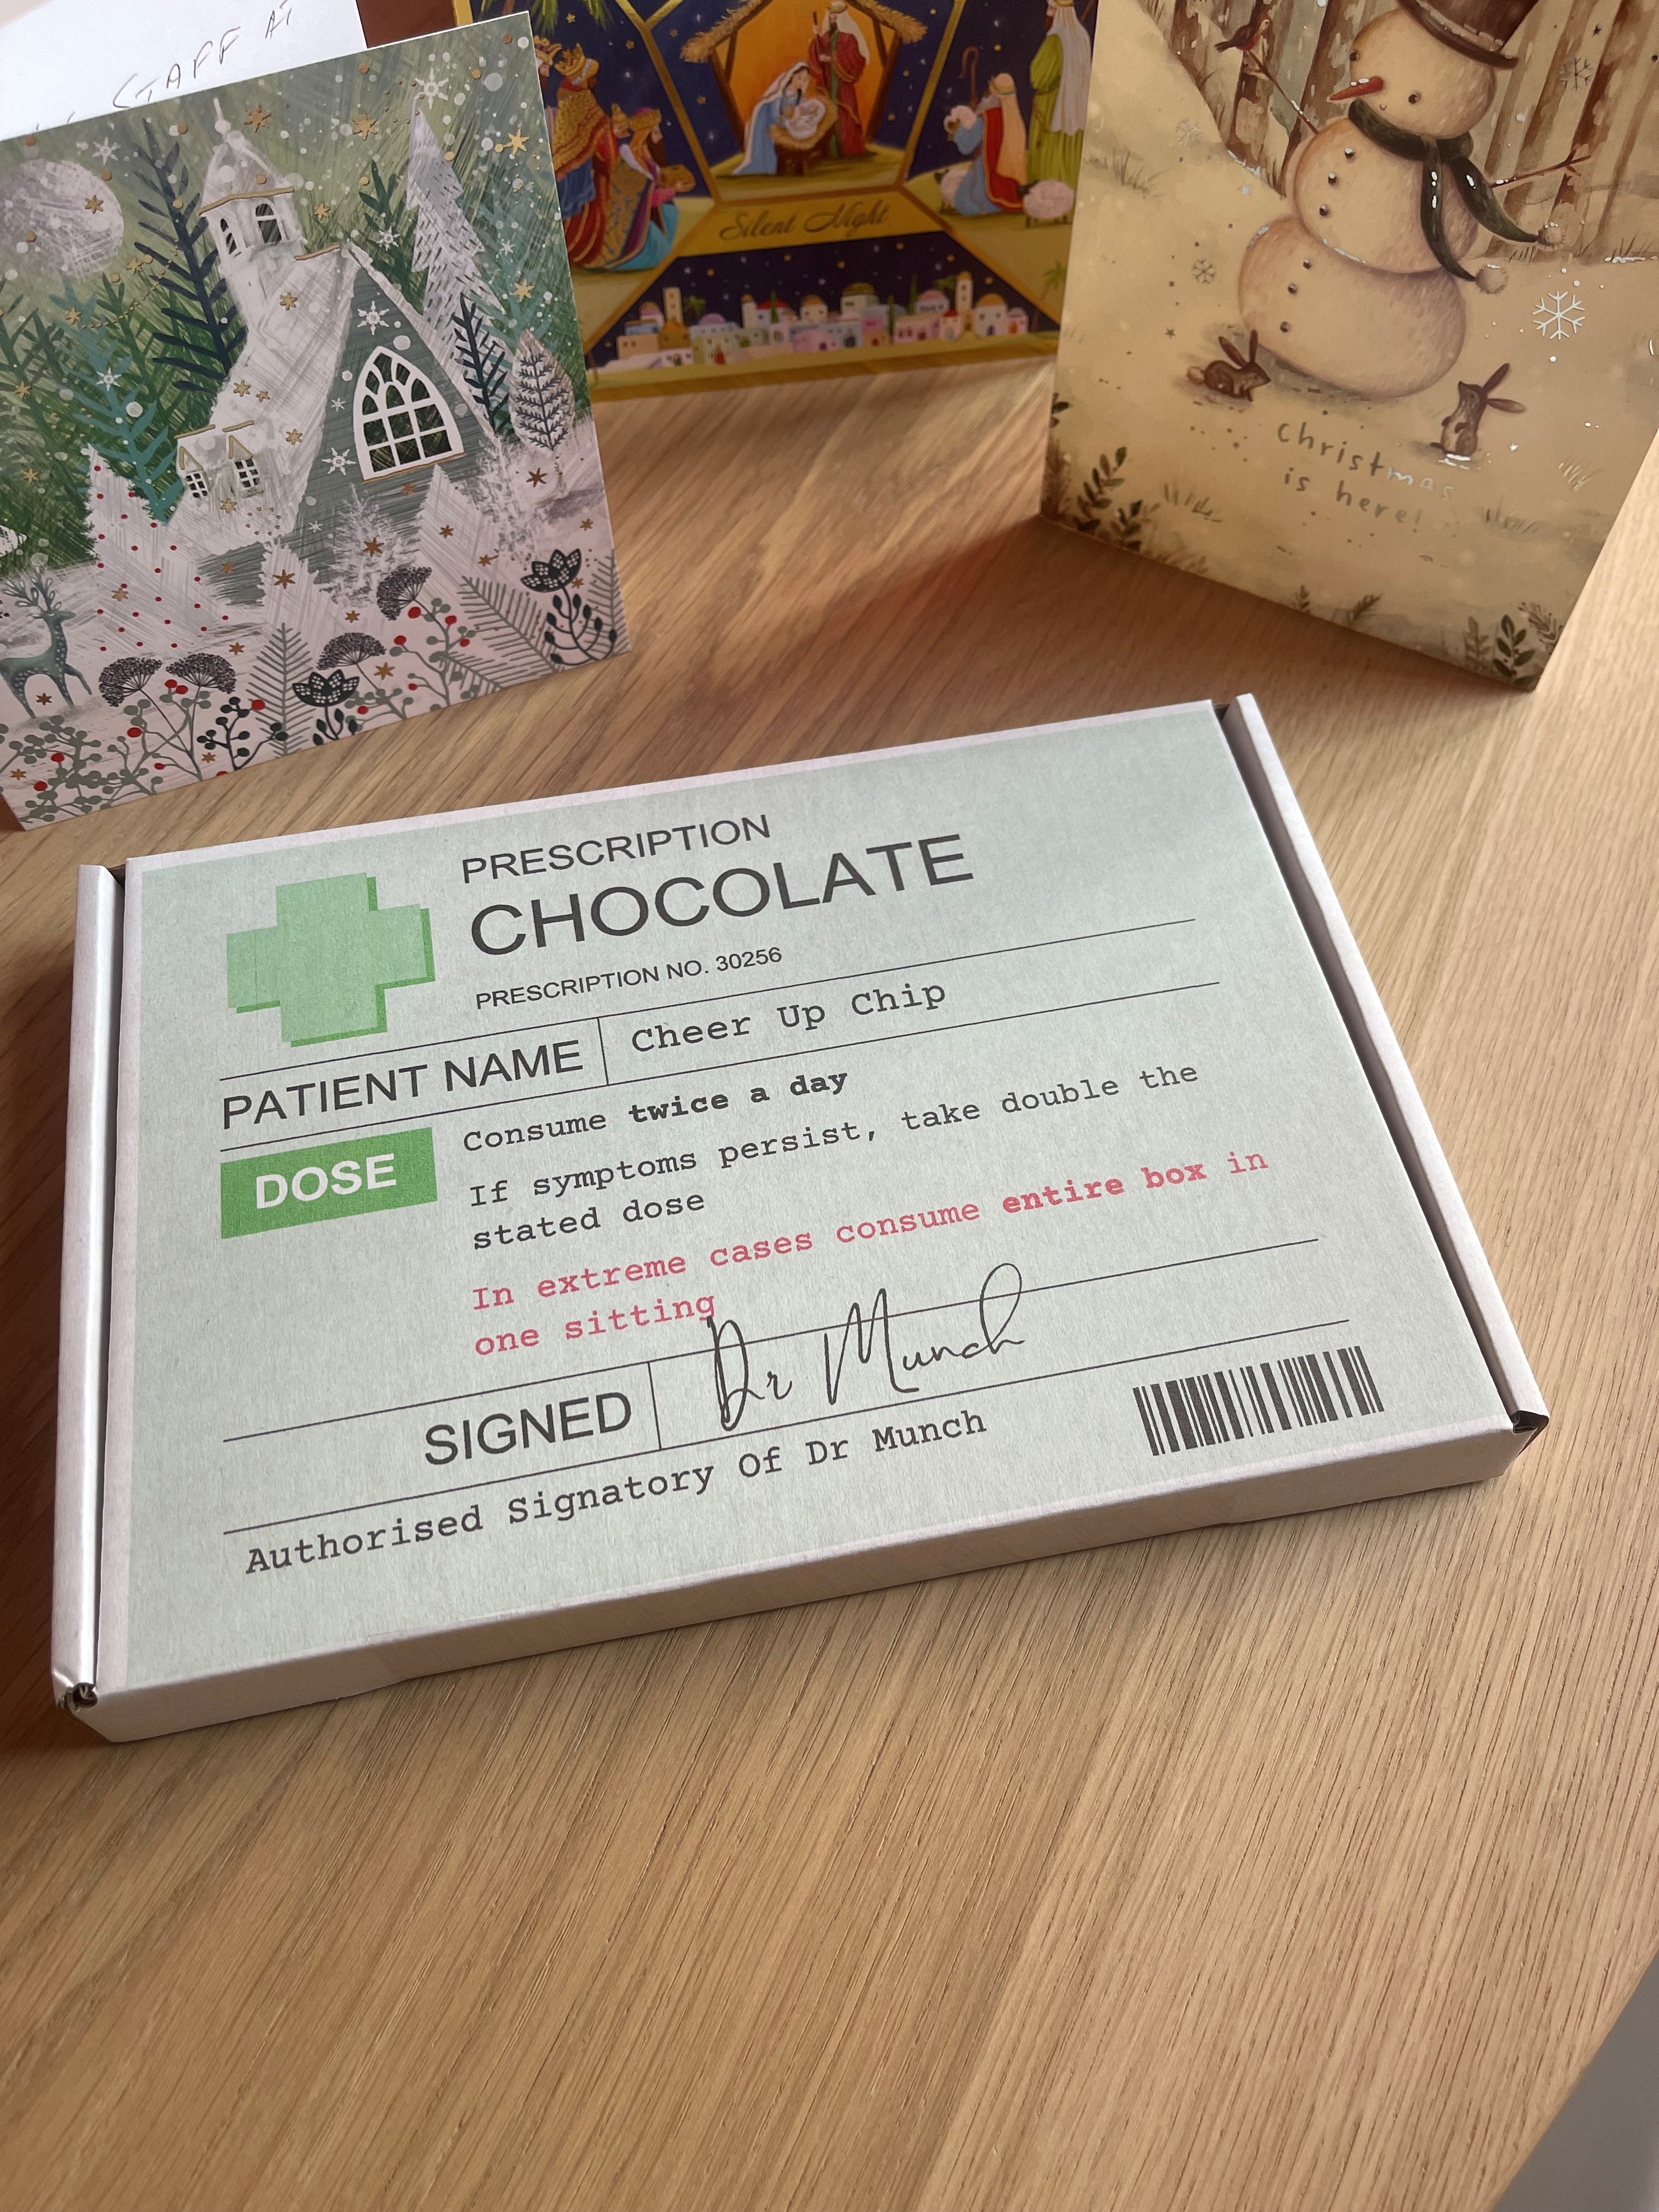 STAFF AT
Silent Night
christmas
is here!
PRESCRIPTION
CHOCOLATE
PRESCRIPTION NO. 30256
PATIENT NAME Cheer Up Chip
DOSE Consume twice a day
If symptoms persist, take double the
stated dose
In extreme cases consume entire box in
one sitting
SIGNED Dr Munch
Authorised Signatory Of Dr Munch